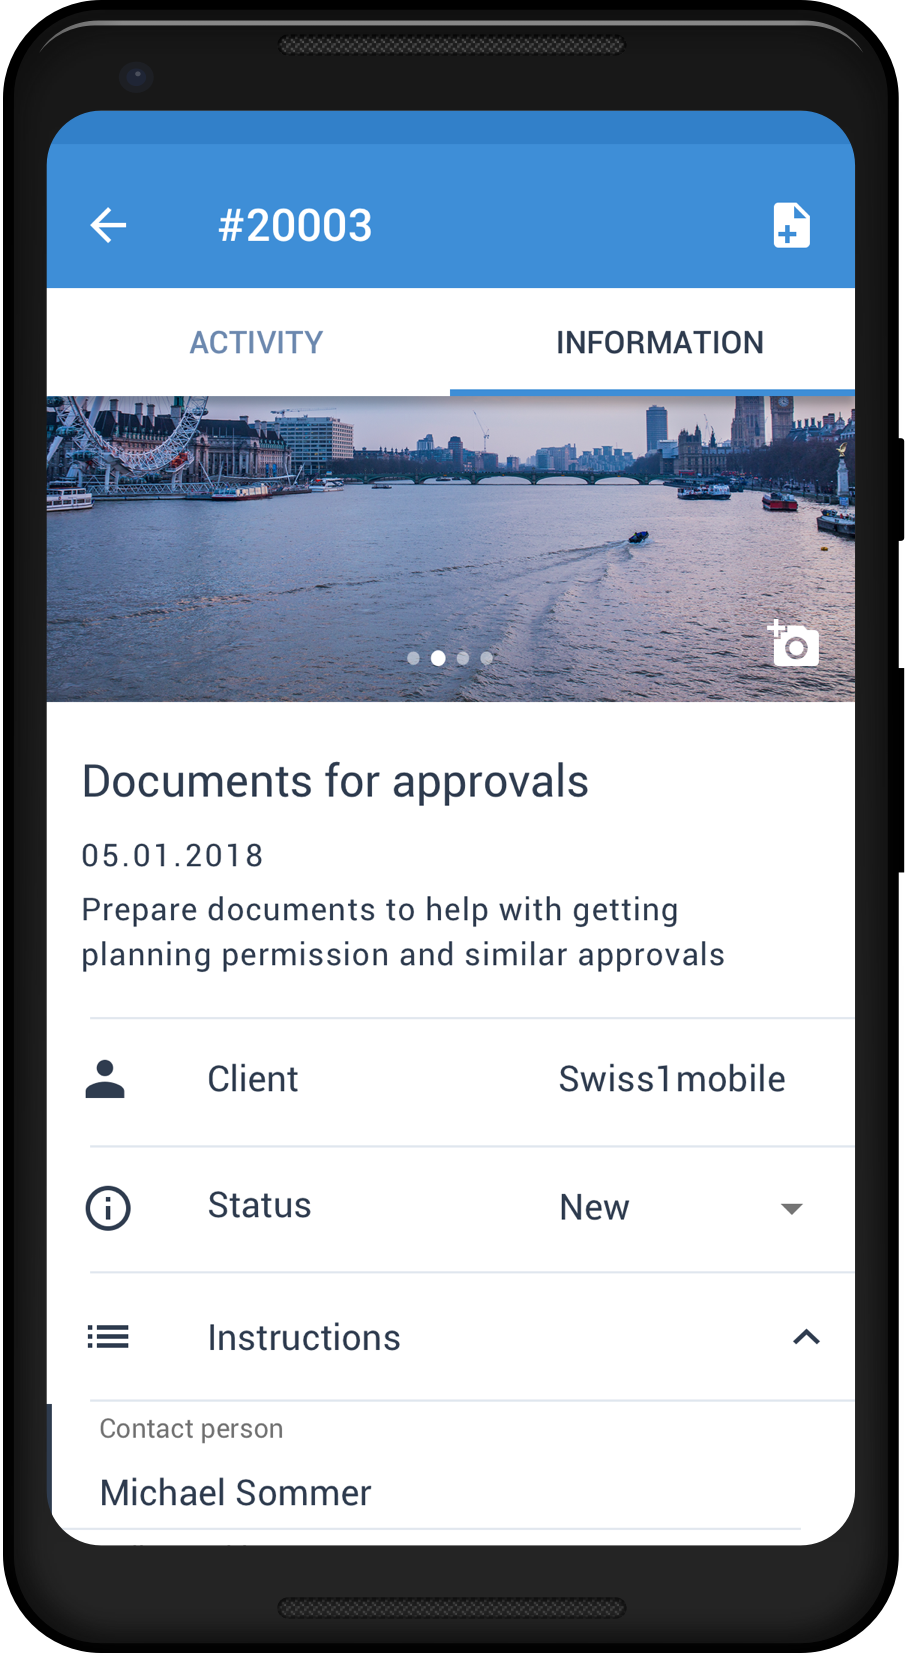 #20003
ACTIVITY INFORMATION
Documents for approvals
05.01.2018
Prepare documents to help with getting
planning permission and similar approvals
Client Swiss1mobile
Status New
Instructions
Contact person
Michael Sommer